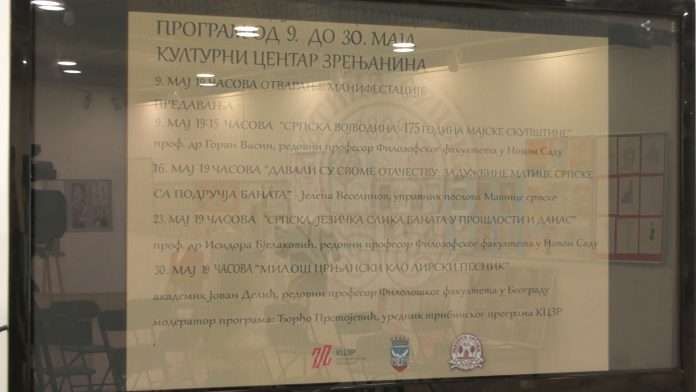 ПРОГРАМ ОД 9. ДО 30. МАЈА
КУЛТУРНИ ЦЕНТАР ЗРЕЊАНИНА
9. МАЈ 19 ЧАСОВА ОТВАРАЊЕ МАНИФЕСТАЦИЈЕ
ПРЕДАВАЊА
9. МАЈ 19 15 ЧАСОВА "СРПСКА ВОЈВОДИНА -175 ГОДИНА МАЈСКЕ СКУПШТИНЕ"
проф. др Горан Васин, редовни професор Филозофског факултета у Новом Саду
16. МАЈ 19 ЧАСОВА "ДАВАЛИ СУ СВОМЕ ОТАЧЕСТВУ: ЗАДУЖБИНЕ МАТИЦЕ СРПСКЕ
СА ПОДРУЧЈА БАНАТА" - Јелена Веселинов, управник послова Матице српске
23. МАЈ 19 ЧАСОВА "СРПСКА ЈЕЗИЧКА СЛИКА БАНАТА У ПРОШЛОСТИ И ДАНАС"
проф. др Исидора Бјелаковић, редовни професор Филозофског факултета у Новом Саду
30. МАЈ 19 ЧАСОВА "МИЛОШ ЦРЊАНСКИ КАО ЛИРСКИ ПЕСНИК"
академик Јован Делић, редовни професор Филолошког факултета у Београду
модератор програма: Ђорђо Прстојевић, уредник трибинског програма КЦЗР
КЦЗР